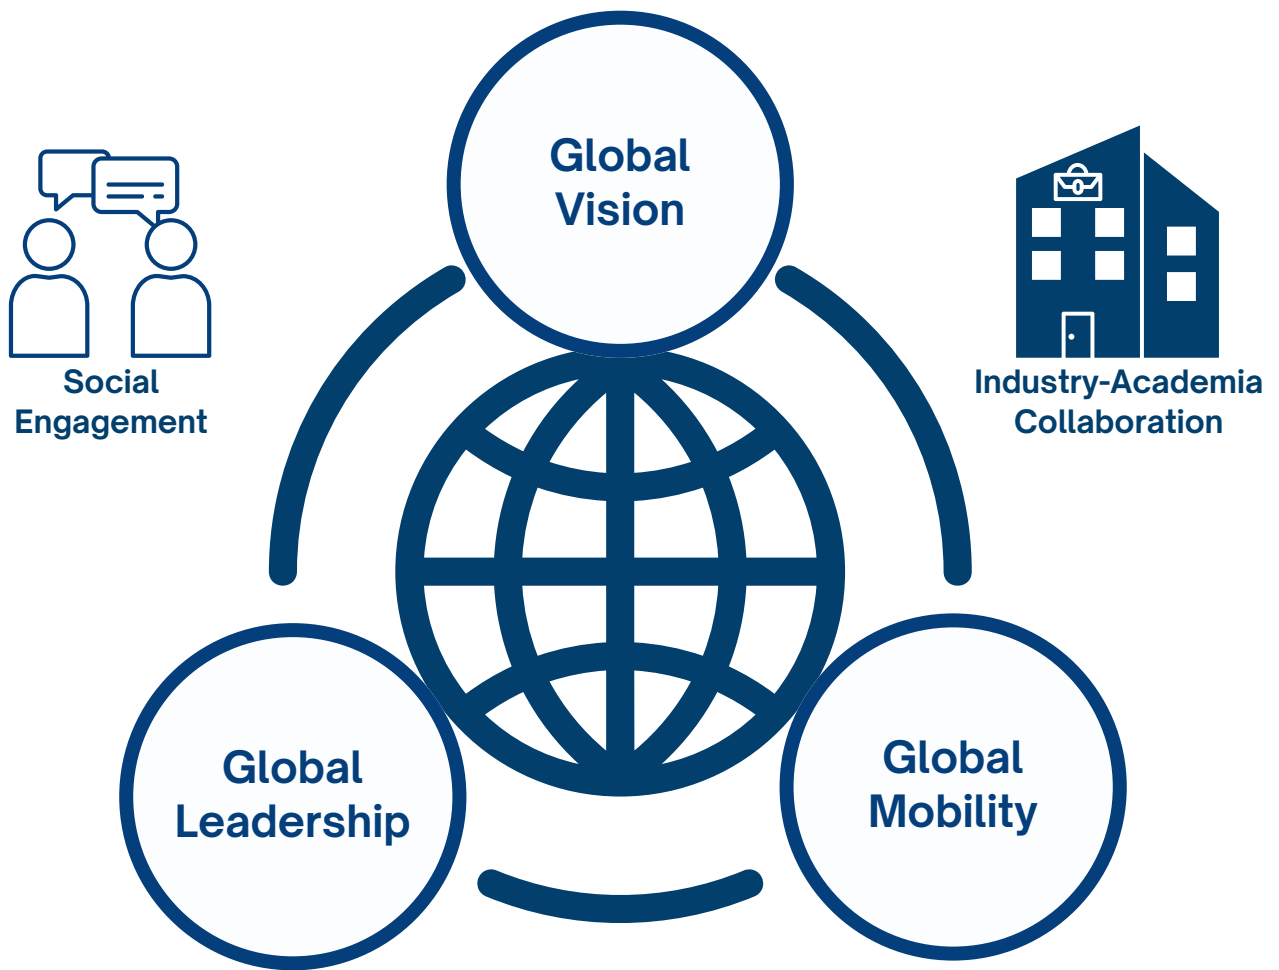 Global
Vision
Social
Engagement
Industry-Academia
Collaboration
Global
Leadership
Global
Mobility